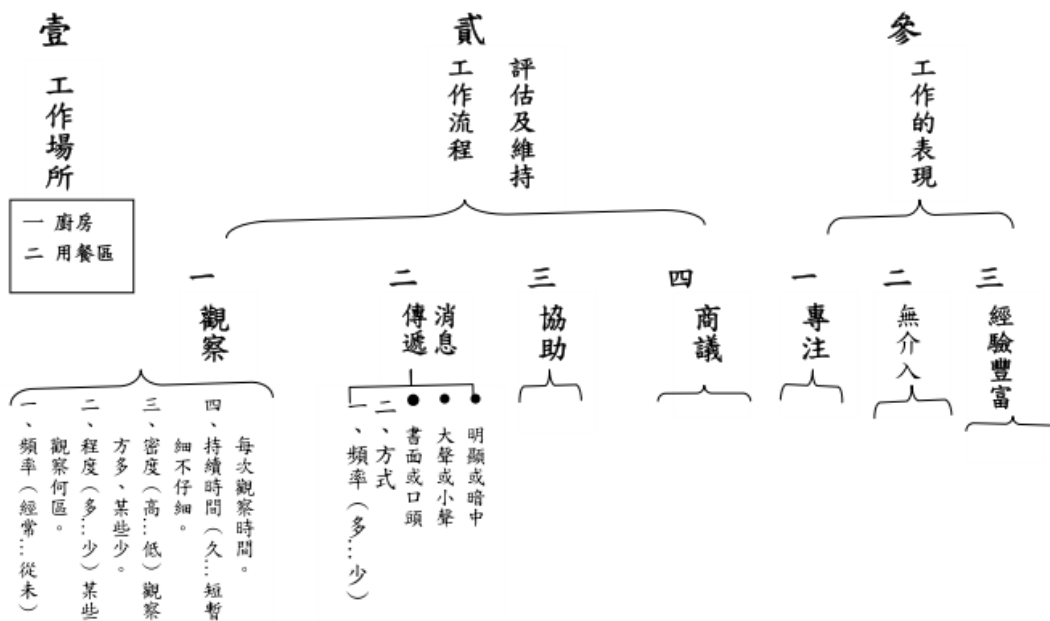 壹
工作場所
一 廚房
二 用餐區
貳
工作流程
評估及維持
一
觀察
一、頻率(經常…從未)
觀察何區。
二、程度(多…少)某些
方多、某些少。
三、密度(高…低)觀察
細不仔細。
四、持續時間(久…短暫
每次觀察時間。
二
傳遞
消息
一、頻率(多…少)
二、方式
● 書面或口頭
● 大聲或小聲
● 明顯或暗中
三
協助
四
商議
參
工作的表現
一
專注
二
無介入
三
經驗豐富